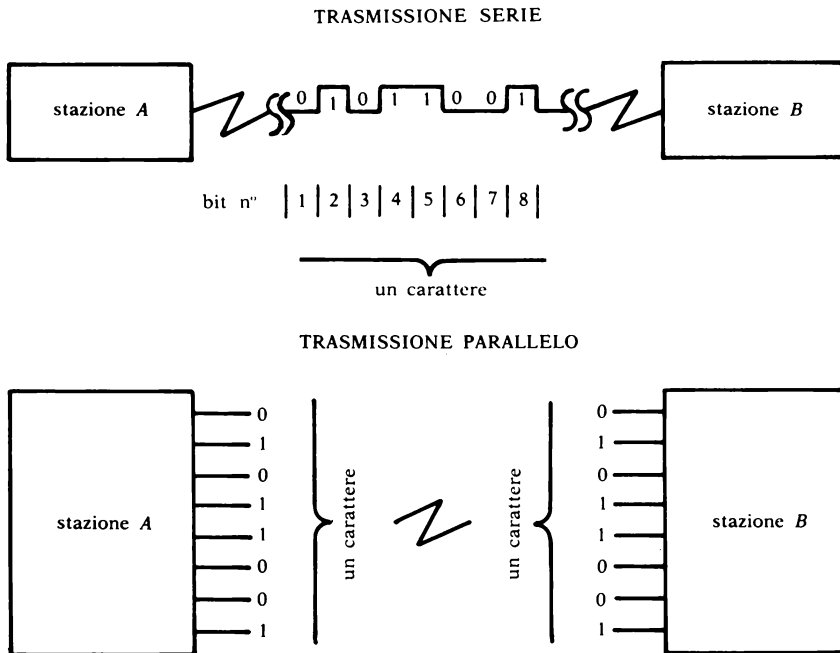 TRASMISSIONE SERIE
stazione A
0 1 0 1 1 0 0 1
stazione B
bit n° 1 2 3 4 5 6 7 8
un carattere
TRASMISSIONE PARALLELO
stazione A
0
1
0
1
1
0
0
1
un carattere
un carattere
0
1
0
1
1
0
0
1
stazione B